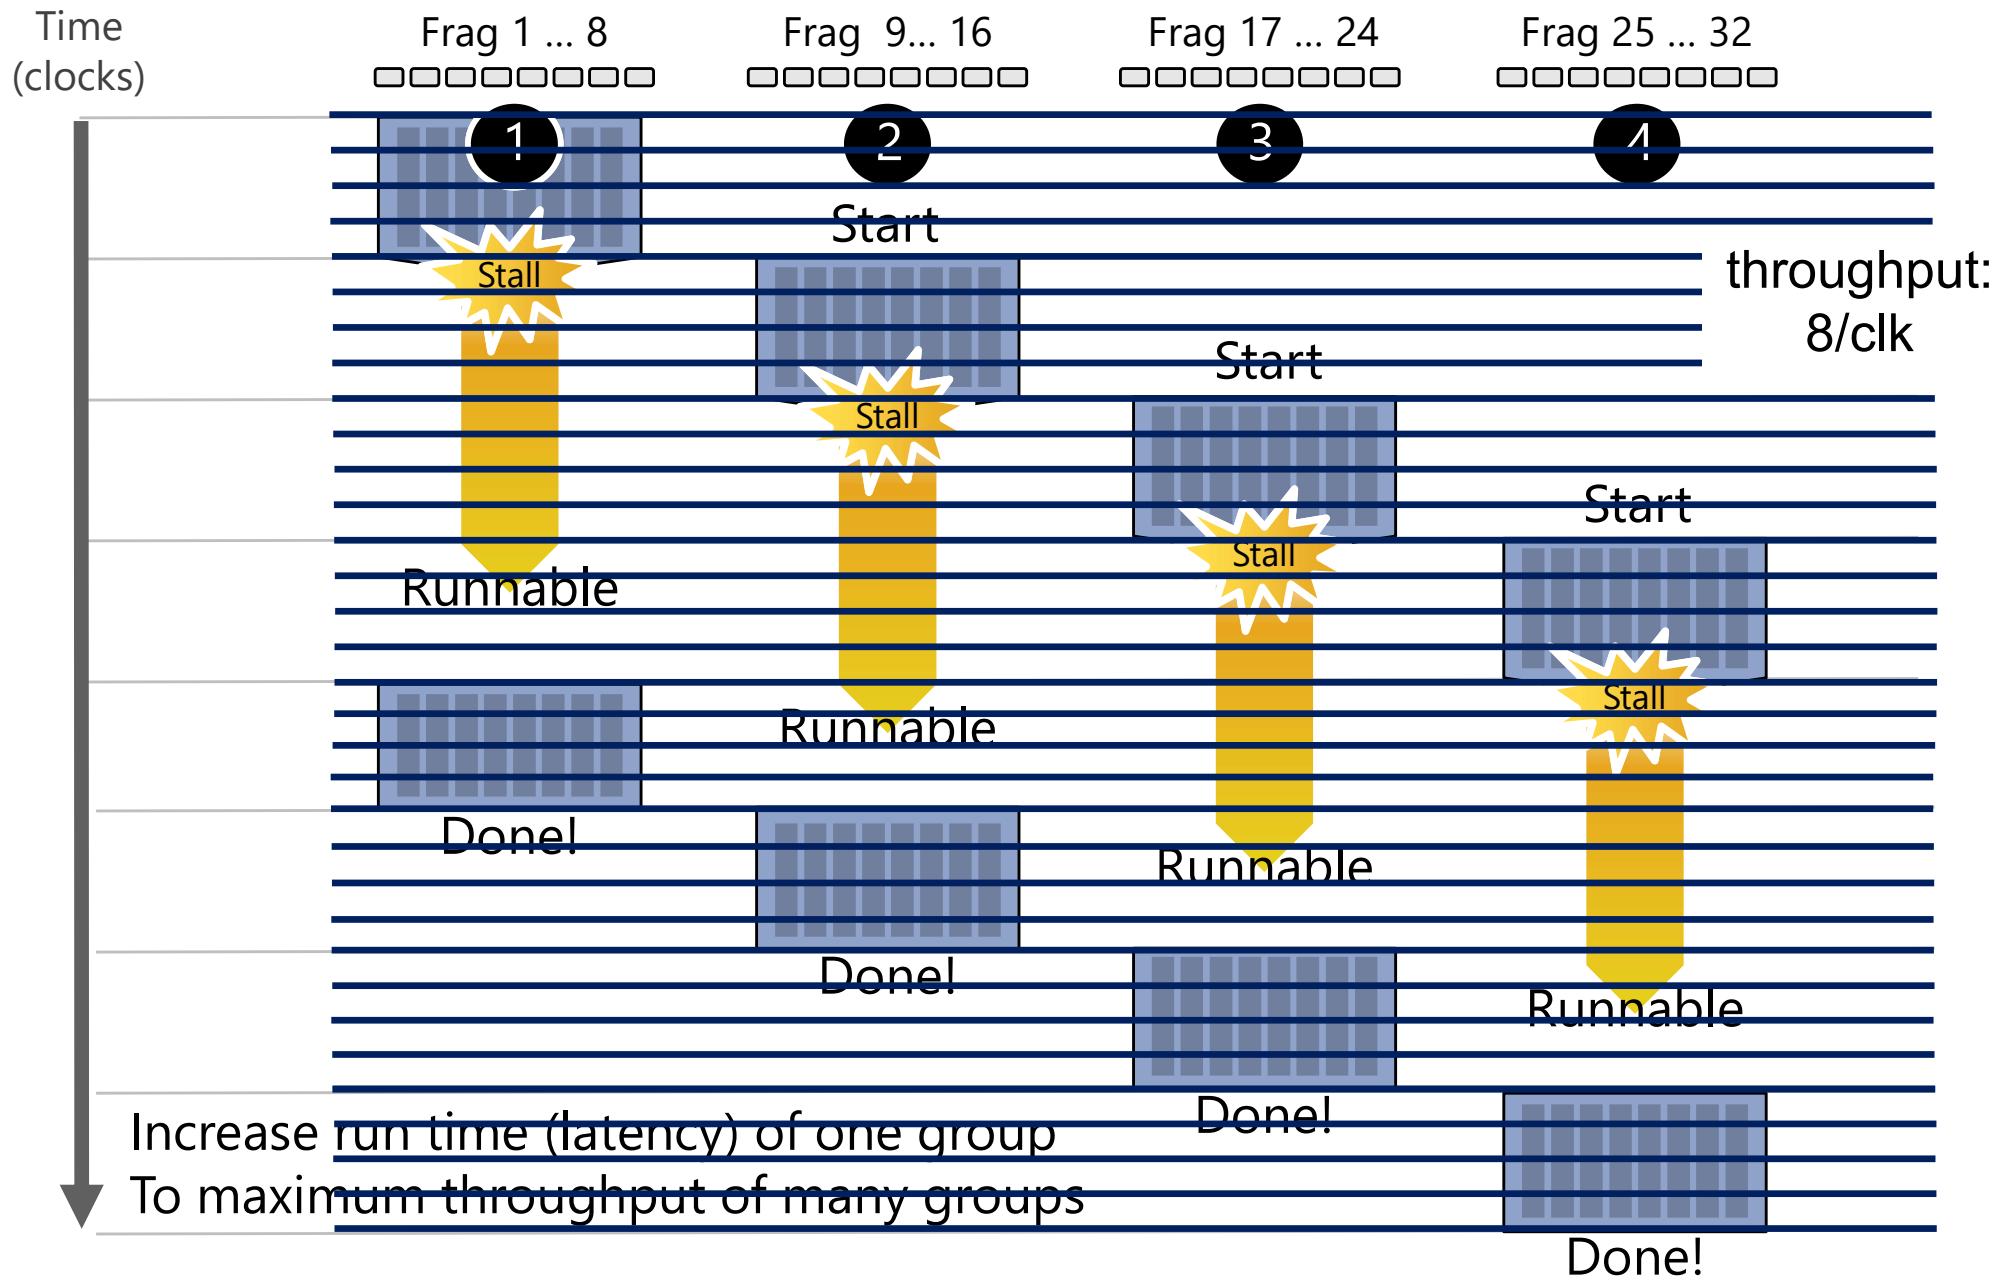 Time
(clocks)
Frag 1 ... 8
Frag  9... 16
Frag 17 ... 24
Frag 25 ... 32
1
2
3
4
Start
Stall
throughput:
8/clk
Start
Stall
Start
Stall
Runnable
Stall
Runnable
Done!
Runnable
Done!
Runnable
Done!
Increase run time (latency) of one group
To maximum throughput of many groups
Done!